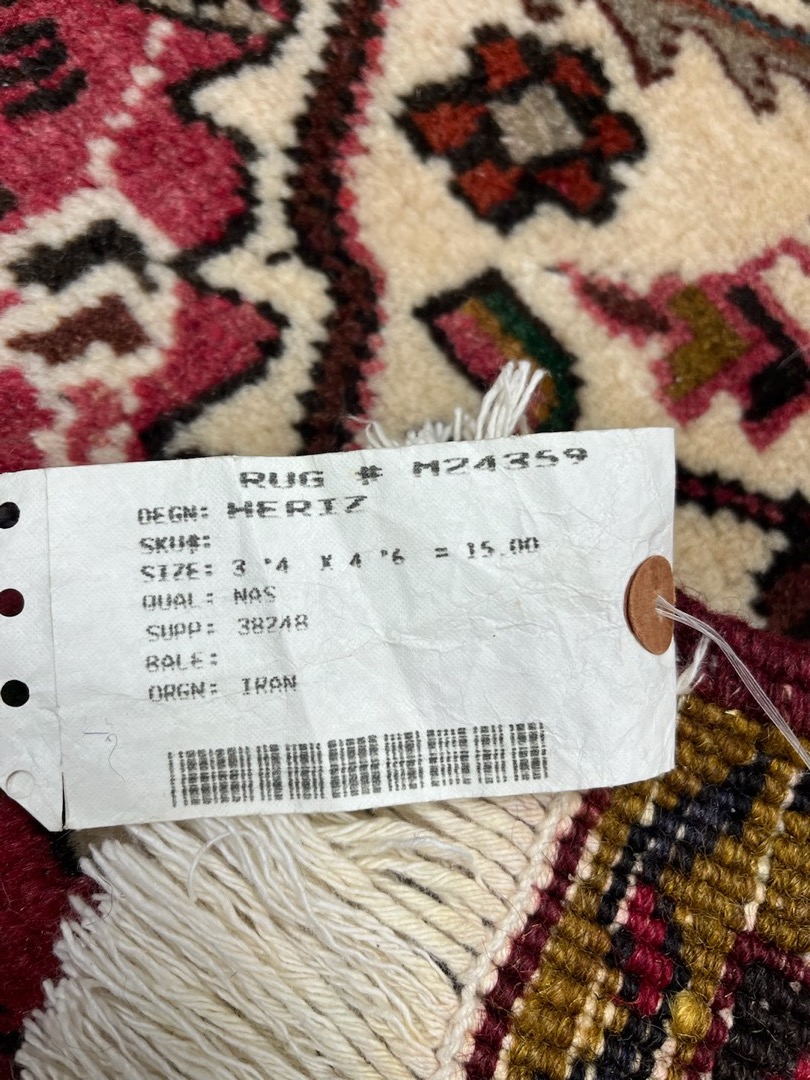 RUG # M24359
DEGN: HERIZ
SKU#:
SIZE: 3 '4 X 4 '6 = 15.00
QUAL: NAS
SUPP: 38248
BALE:
ORGN: IRAN